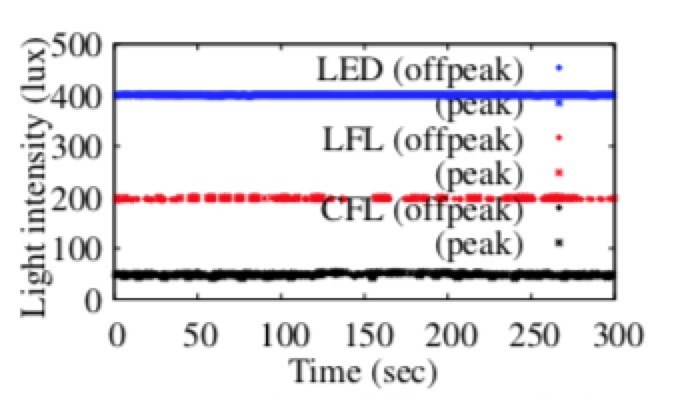 Light intensity (lux)
500
400
300
200
100
0
LED (offpeak)
(peak)
LFL (offpeak)
(peak)
CFL (offpeak)
(peak)
0 50 100 150 200 250 300
Time (sec)